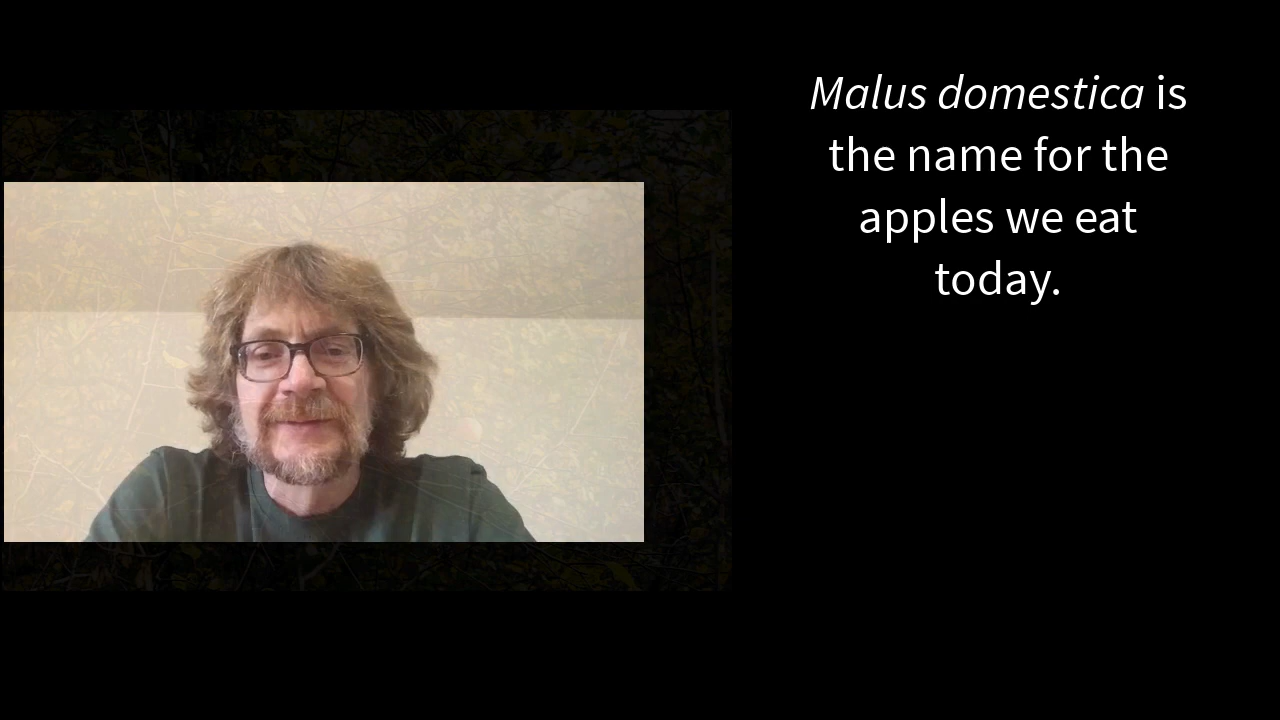 Malus domestica is
the name for the
apples we eat
today.